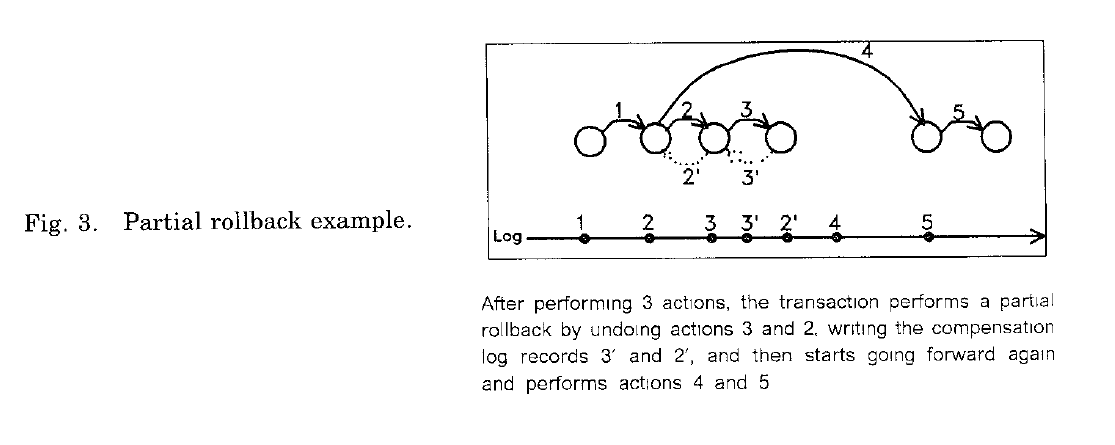 4
1 2 3 5
2' 3'
Fig. 3. Partial rollback example.
Log 1 2 3 3' 2' 4 5
After performing 3 actions, the transaction performs a partial
rollback by undoing actions 3 and 2, writing the compensation
log records 3' and 2', and then starts going forward again
and performs actions 4 and 5